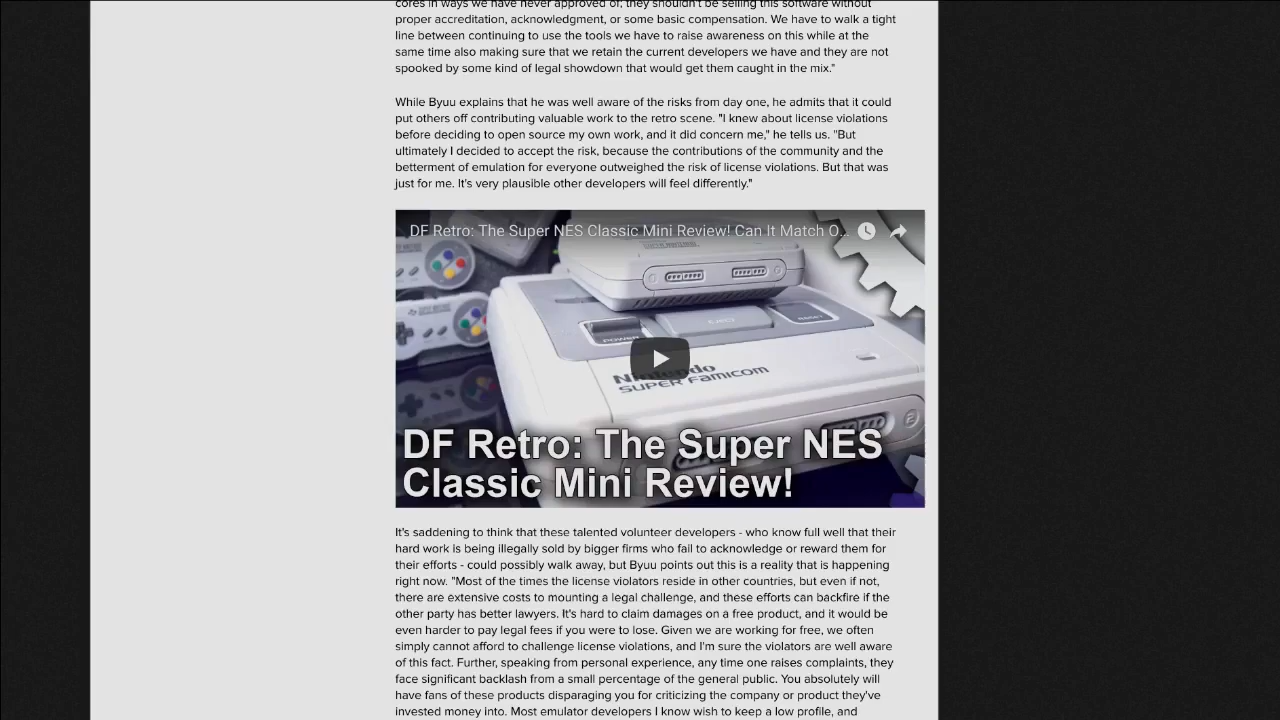 cores in ways we have never approved of; they shouldn't be selling this software without
proper accreditation, acknowledgment, or some basic compensation. We have to walk a tight
line between continuing to use the tools we have to raise awareness on this while at the
same time also making sure that we retain the current developers we have and they are not
spooked by some kind of legal showdown that would get them caught in the mix."
While Byuu explains that he was well aware of the risks from day one, he admits that it could
put others off contributing valuable work to the retro scene. "I knew about license violations
before deciding to open source my own work, and it did concern me," he tells us. "But
ultimately I decided to accept the risk, because the contributions of the community and the
betterment of emulation for everyone outweighed the risk of license violations. But that was
just for me. It's very plausible other developers will feel differently."
DF Retro: The Super NES Classic Mini Review! Can It Match O...
POWER
RESET
Nintendo
SUPER FAMICOM
2
DF Retro: The Super NES
Classic Mini Review!
It's saddening to think that these talented volunteer developers - who know full well that their
hard work is being illegally sold by bigger firms who fail to acknowledge or reward them for
their efforts - could possibly walk away, but Byuu points out this is a reality that is happening
right now. "Most of the times the license violators reside in other countries, but even if not,
there are extensive costs to mounting a legal challenge, and these efforts can backfire if the
other party has better lawyers. It's hard to claim damages on a free product, and it would be
even harder to pay legal fees if you were to lose. Given we are working for free, we often
simply cannot afford to challenge license violations, and I'm sure the violators are well aware
of this fact. Further, speaking from personal experience, any time one raises complaints, they
face significant backlash from a small percentage of the general public. You absolutely will
have fans of these products disparaging you for criticizing the company or product they've
invested money into. Most emulator developers I know wish to keep a low profile, and